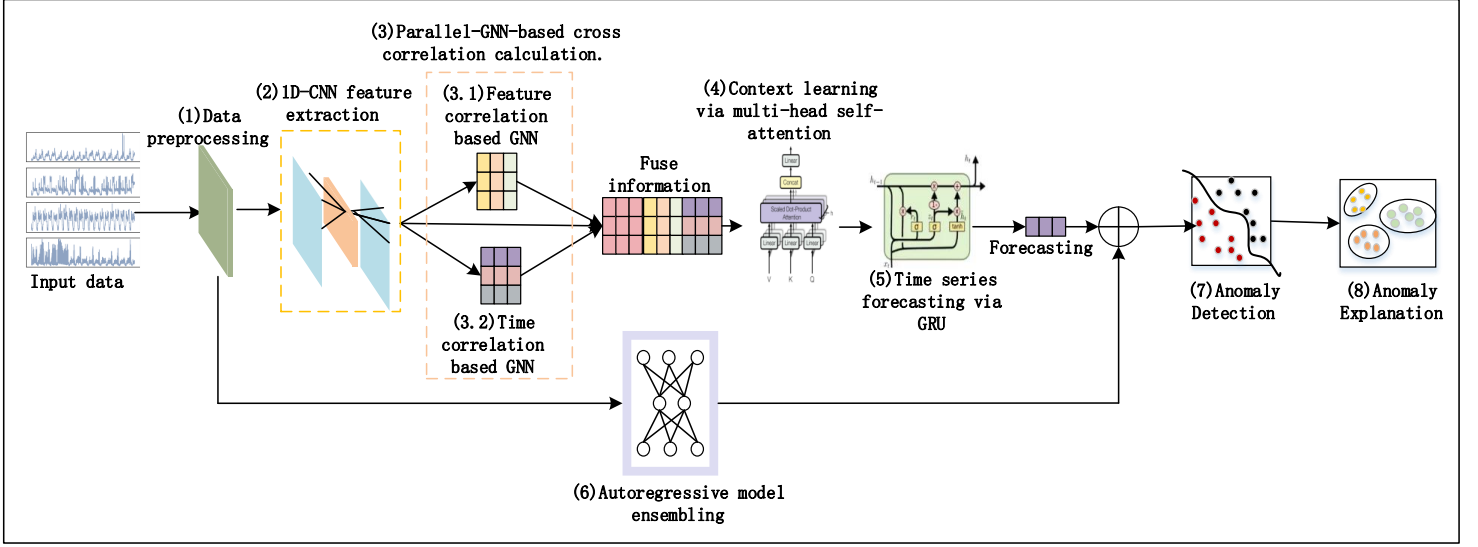 (3)Parallel-GNN-based cross
correlation calculation.
(2)1D-CNN feature
extraction
(1)Data
preprocessing
(3.1)Feature
correlation
based GNN
(4)Context learning
via multi-head self-
attention
Fuse
information
Linear
Concat
Scaled Dot-Product
Attention
Linear
Linear
Linear
V
K
Q
tanh
Input data
(3.2)Time
correlation
based GNN
(5)Time series
forecasting via
GRU
Forecasting
(7)Anomaly
Detection
(8)Anomaly
Explanation
(6)Autoregressive model
ensembling